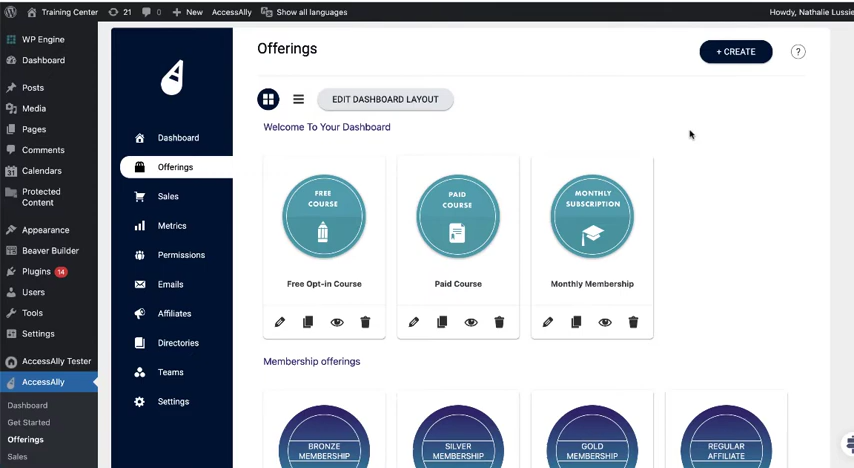 Training Center 21 0 New AccessAlly Show all languages Howdy, Nathalie Lussie
WP Engine
Dashboard
Posts
Media
Pages
Comments
Calendars
Protected
Content
Appearance
Beaver Builder
Plugins 14
Users
Tools
Settings
AccessAlly Tester
AccessAlly
Dashboard
Get Started
Offerings
Sales
Dashboard
Offerings
Sales
Metrics
Permissions
Emails
Affiliates
Directories
Teams
Settings
Offerings
+ CREATE ?
EDIT DASHBOARD LAYOUT
Welcome To Your Dashboard
FREE
COURSE
Free Opt-in Course
PAID
COURSE
Paid Course
MONTHLY
SUBSCRIPTION
Monthly Membership
Membership offerings
BRONZE
MEMBERSHIP
SILVER
MEMBERSHIP
GOLD
MEMBERSHIP
REGULAR
AFFILIATE